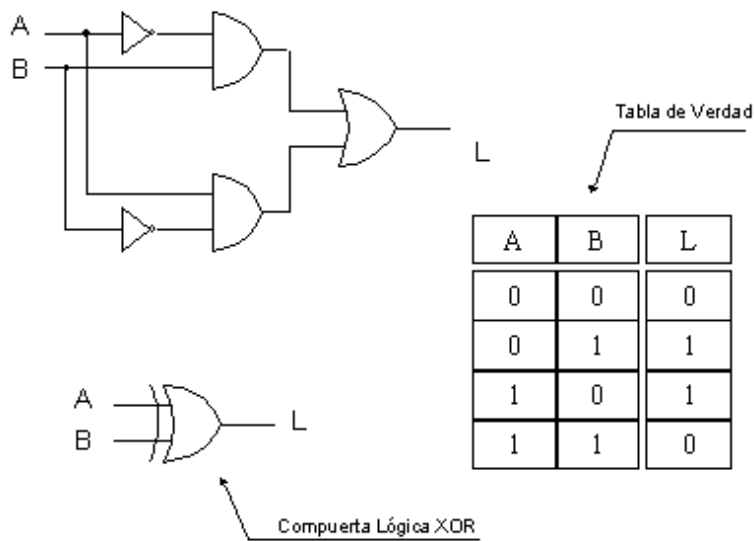 A
B
L
Tabla de Verdad
A B L
0 0 0
0 1 1
1 0 1
1 1 0
A
B
L
Compuerta Lógica XOR